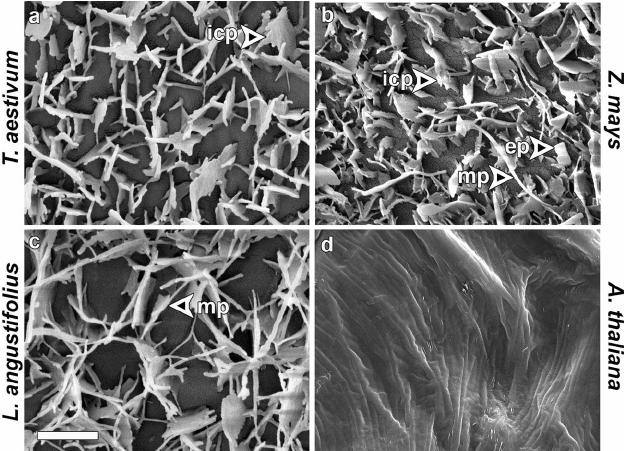 T. aestivum
a
icp
b
icp
ep
mp
Z. mays
L. angustifolius
c
mp
d
A. thaliana